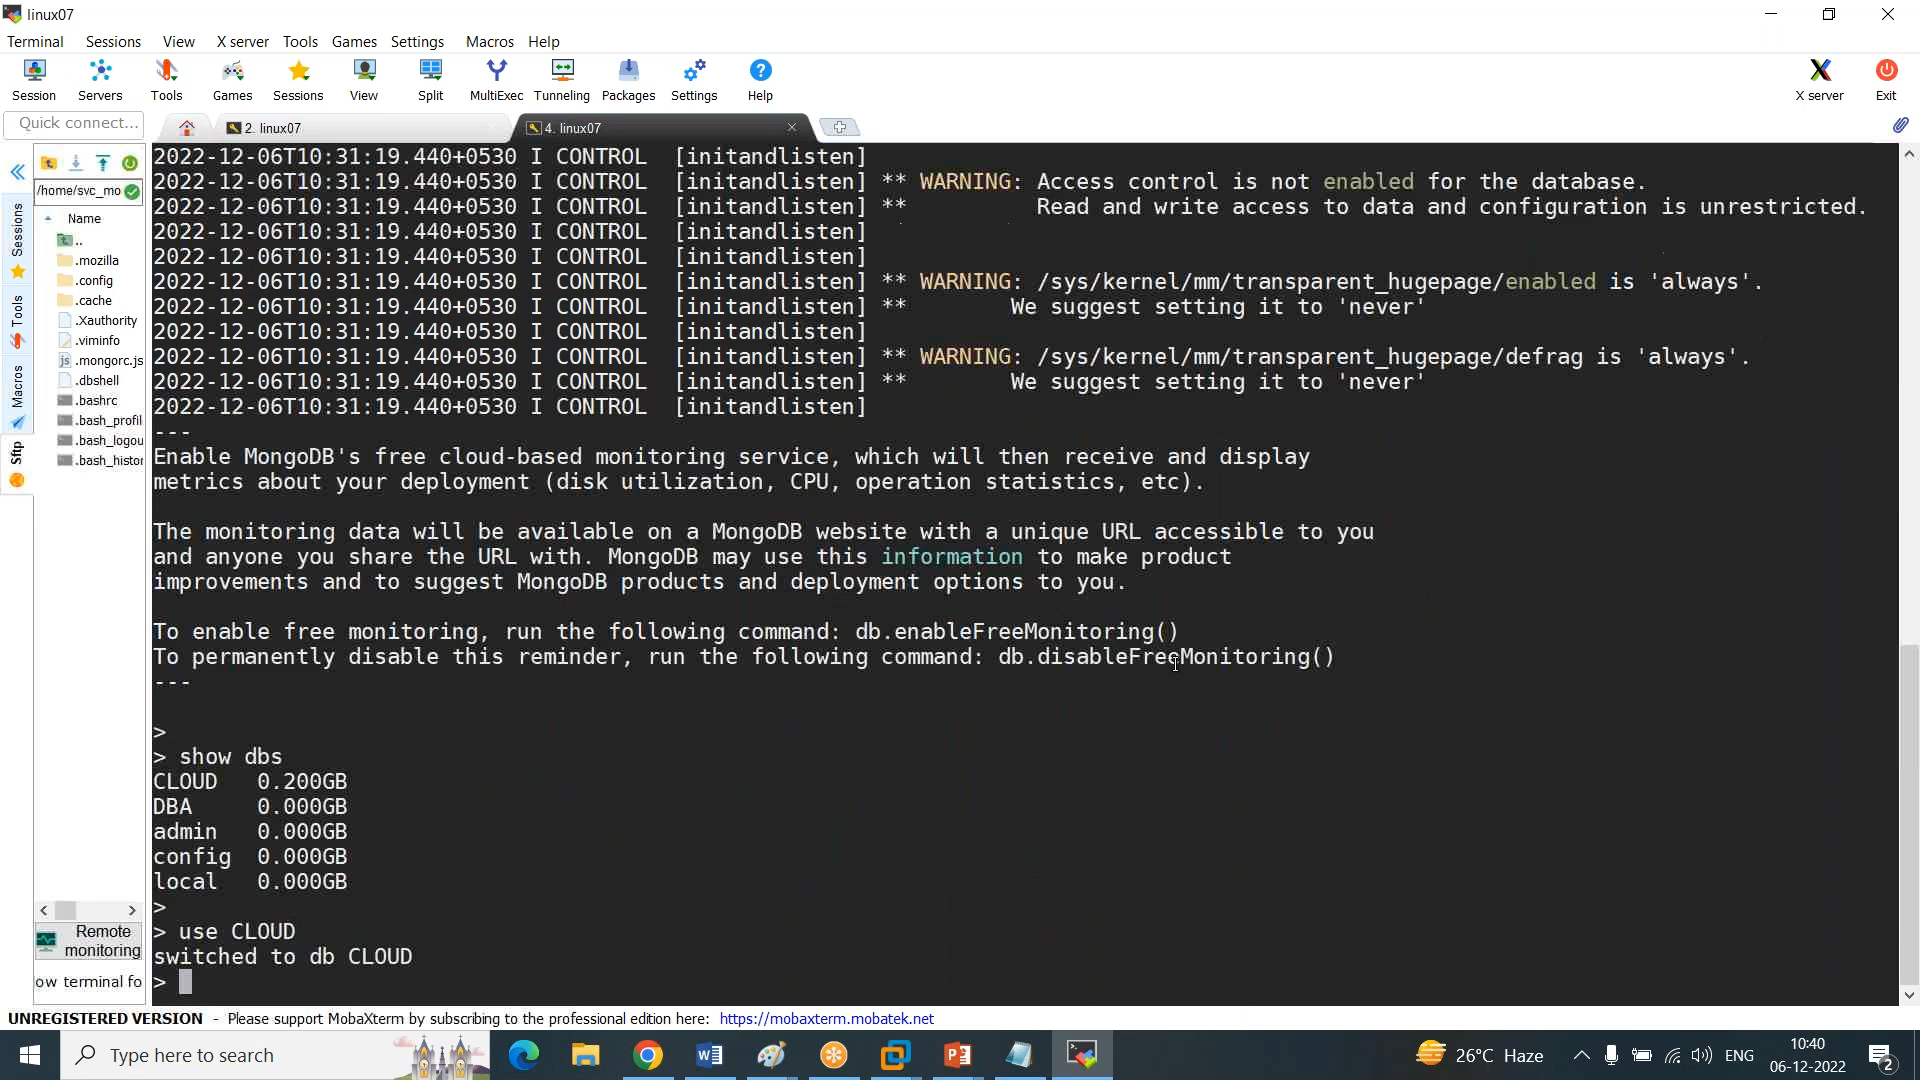 linux07
Terminal Sessions View X server Tools Games Settings Macros Help
Session Servers Tools Games Sessions View Split MultiExec Tunneling Packages Settings Help X server Exit
Quick connect...
2. linux07
4. linux07
/home/svc_mo
Name
..
.mozilla
.config
.cache
.Xauthority
.viminfo
.mongorc.js
.dbshell
.bashrc
.bash_profil
.bash_logou
.bash_histor
Sessions
Tools
Macros
Sftp
Remote
monitoring
ow terminal fo
2022-12-06T10:31:19.440+0530 I CONTROL  [initandlisten]
2022-12-06T10:31:19.440+0530 I CONTROL  [initandlisten] ** WARNING: Access control is not enabled for the database.
2022-12-06T10:31:19.440+0530 I CONTROL  [initandlisten] **          Read and write access to data and configuration is unrestricted.
2022-12-06T10:31:19.440+0530 I CONTROL  [initandlisten]
2022-12-06T10:31:19.440+0530 I CONTROL  [initandlisten]
2022-12-06T10:31:19.440+0530 I CONTROL  [initandlisten] ** WARNING: /sys/kernel/mm/transparent_hugepage/enabled is 'always'.
2022-12-06T10:31:19.440+0530 I CONTROL  [initandlisten] **        We suggest setting it to 'never'
2022-12-06T10:31:19.440+0530 I CONTROL  [initandlisten]
2022-12-06T10:31:19.440+0530 I CONTROL  [initandlisten] ** WARNING: /sys/kernel/mm/transparent_hugepage/defrag is 'always'.
2022-12-06T10:31:19.440+0530 I CONTROL  [initandlisten] **        We suggest setting it to 'never'
2022-12-06T10:31:19.440+0530 I CONTROL  [initandlisten]
---
Enable MongoDB's free cloud-based monitoring service, which will then receive and display
metrics about your deployment (disk utilization, CPU, operation statistics, etc).
The monitoring data will be available on a MongoDB website with a unique URL accessible to you
and anyone you share the URL with. MongoDB may use this information to make product
improvements and to suggest MongoDB products and deployment options to you.
To enable free monitoring, run the following command: db.enableFreeMonitoring()
To permanently disable this reminder, run the following command: db.disableFreeMonitoring()
---
>
> show dbs
CLOUD   0.200GB
DBA     0.000GB
admin   0.000GB
config  0.000GB
local   0.000GB
>
> use CLOUD
switched to db CLOUD
>
UNREGISTERED VERSION - Please support MobaXterm by subscribing to the professional edition here: https://mobaxterm.mobatek.net
Type here to search
26°C Haze
ENG
10:40
06-12-2022
2